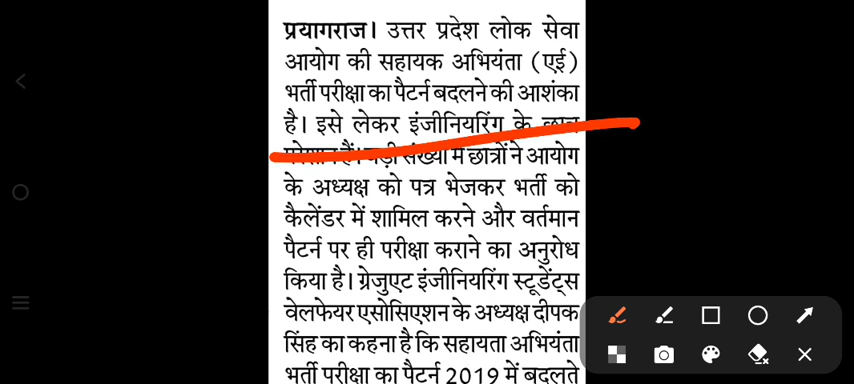 प्रयागराज। उत्तर प्रदेश लोक सेवा
आयोग की सहायक अभियंता (एई)
भर्ती परीक्षा का पैटर्न बदलने की आशंका
है। इसे लेकर इंजीनियरिंग के छात्र
परेशान हैं। बड़ी संख्या में छात्रों ने आयोग
के अध्यक्ष को पत्र भेजकर भर्ती को
कैलेंडर में शामिल करने और वर्तमान
पैटर्न पर ही परीक्षा कराने का अनुरोध
किया है। ग्रेजुएट इंजीनियरिंग स्टूडेंट्स
वेलफेयर एसोसिएशन के अध्यक्ष दीपक
सिंह का कहना है कि सहायता अभियंता
भर्ती परीक्षा का पैटर्न 2019 में बदलते